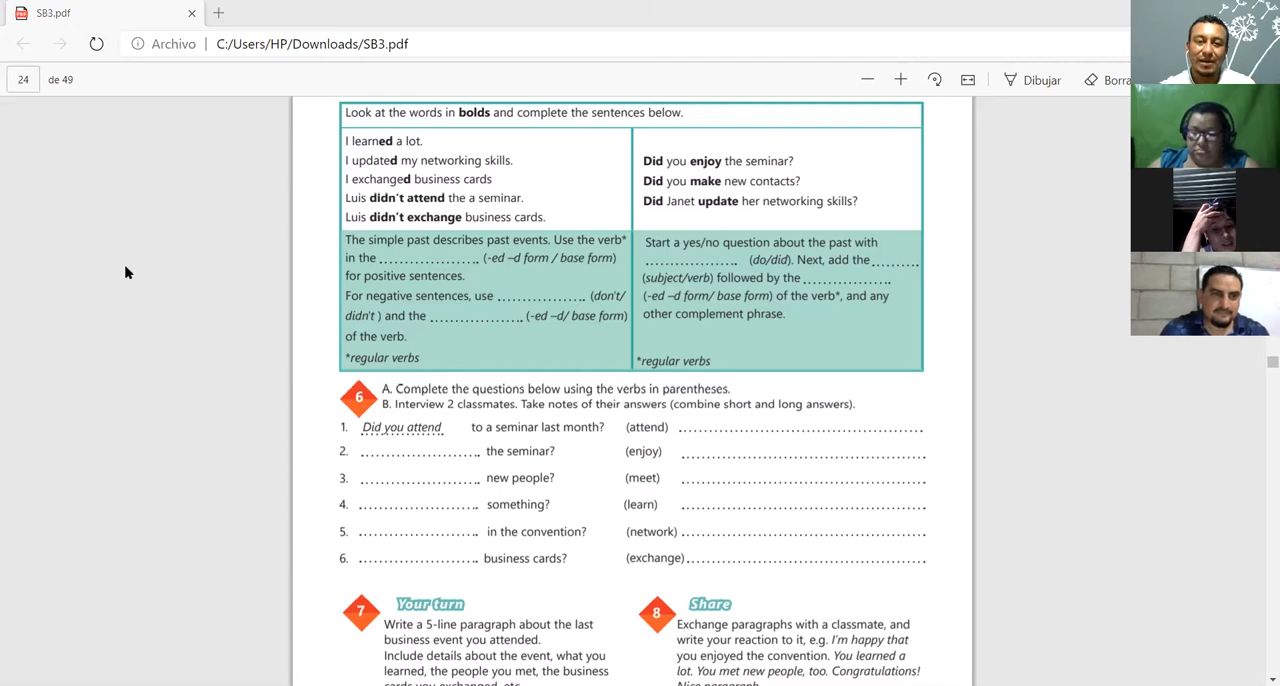 SB3.pdf
Archivo
C:/Users/HP/Downloads/SB3.pdf
24
de 49
Dibujar
Borra
Look at the words in bolds and complete the sentences below.
I learned a lot.
I updated my networking skills.
I exchanged business cards
Luis didn't attend the a seminar.
Luis didn't exchange business cards.
Did you enjoy the seminar?
Did you make new contacts?
Did Janet update her networking skills?
The simple past describes past events. Use the verb*
in the .................... (-ed –d form / base form)
for positive sentences.
For negative sentences, use .................... (don't/
didn't ) and the .................... (-ed –d/ base form)
of the verb.
*regular verbs
Start a yes/no question about the past with
.................... (do/did). Next, add the ..........
(subject/verb) followed by the ....................
(-ed –d form/ base form) of the verb*, and any
other complement phrase.
*regular verbs
6
A. Complete the questions below using the verbs in parentheses.
B. Interview 2 classmates. Take notes of their answers (combine short and long answers).
1. Did you attend to a seminar last month? (attend) ..................................................
2. .......................... the seminar? (enjoy) ..................................................
3. .......................... new people? (meet) ..................................................
4. .......................... something? (learn) ..................................................
5. .......................... in the convention? (network) ..................................................
6. .......................... business cards? (exchange) ..................................................
7 Your turn
Write a 5-line paragraph about the last
business event you attended.
Include details about the event, what you
learned, the people you met, the business
cards you exchanged, etc.
8 Share
Exchange paragraphs with a classmate, and
write your reaction to it, e.g. I'm happy that
you enjoyed the convention. You learned a
lot. You met new people, too. Congratulations!
Nice paragraph